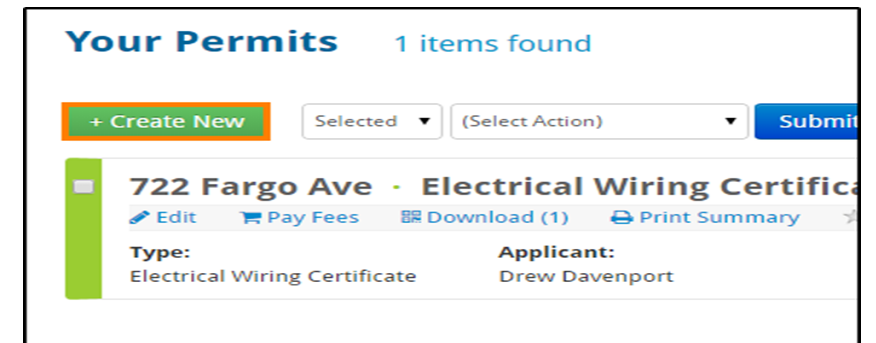 Your Permits 1 items found
+ Create New Selected (Select Action) Submit
722 Fargo Ave · Electrical Wiring Certifica
Edit Pay Fees Download (1) Print Summary
Type: Applicant:
Electrical Wiring Certificate Drew Davenport